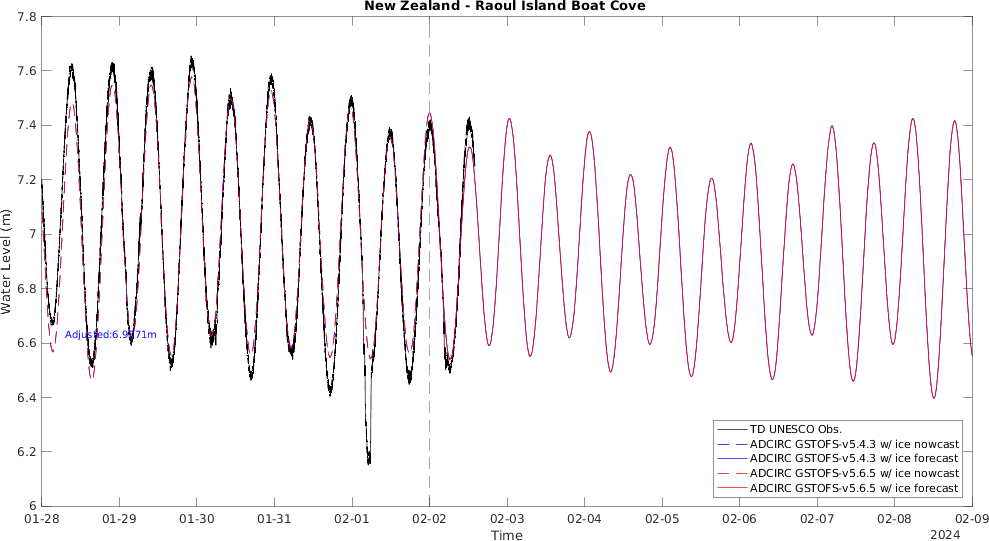 New Zealand - Raoul Island Boat Cove
7.8
7.6
7.4
7.2
7
6.8
6.6
6.4
6.2
6
Water Level (m)
TD UNESCO Obs.
ADCIRC GSTOFS-v5.4.3 w/ ice nowcast
ADCIRC GSTOFS-v5.4.3 w/ ice forecast
ADCIRC GSTOFS-v5.6.5 w/ ice nowcast
ADCIRC GSTOFS-v5.6.5 w/ ice forecast
01-28 01-29 01-30 01-31 02-01 02-02 02-03 02-04 02-05 02-06 02-07 02-08 02-09
Time
2024